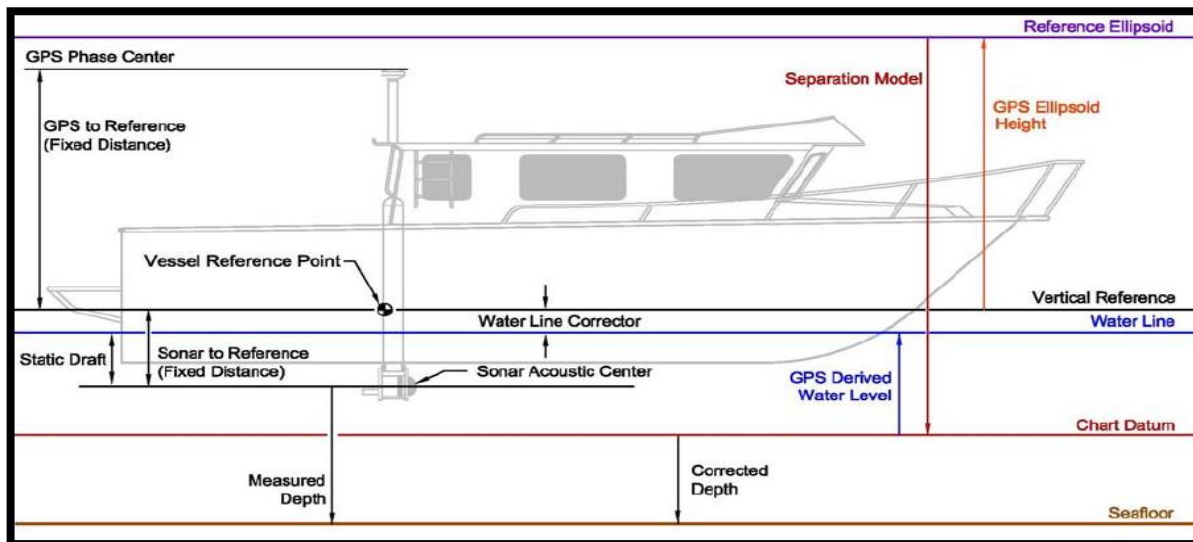 Reference Ellipsoid
GPS Phase Center
Separation Model
GPS Ellipsoid
Height
GPS to Reference
(Fixed Distance)
Vessel Reference Point
Vertical Reference
Water Line Corrector
Water Line
Static Draft
Sonar to Reference
(Fixed Distance)
Sonar Acoustic Center
GPS Derived
Water Level
Chart Datum
Measured
Depth
Corrected
Depth
Seafloor